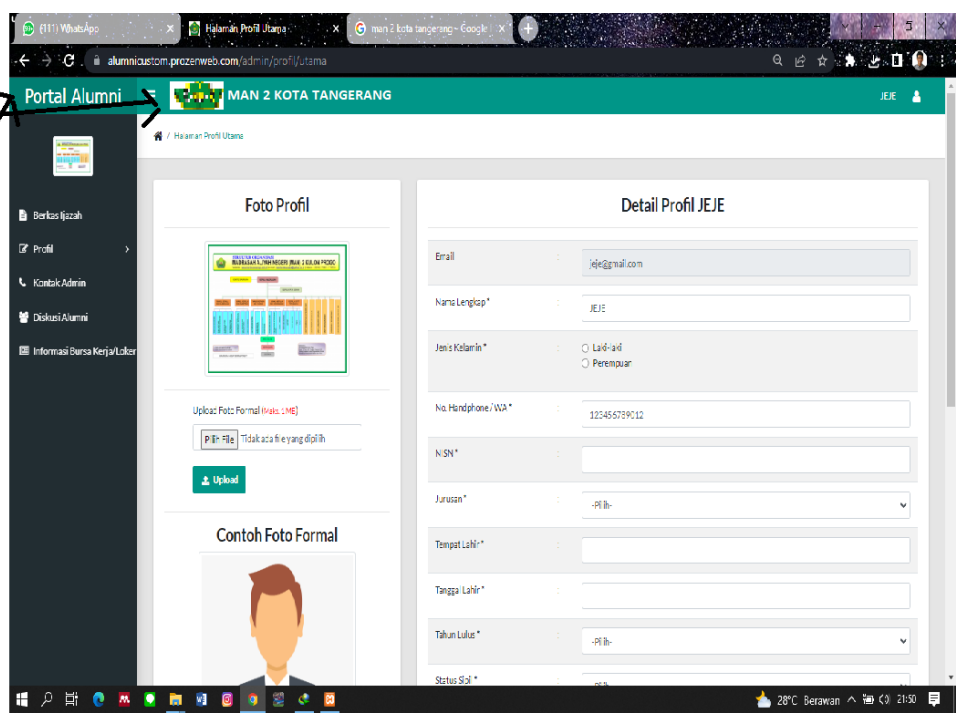 (111) WhatsApp
Halaman Profil Utama
man 2 kota tangerang - Google
alumnicustom.prozenweb.com/admin/profil/utama
Portal Alumni
MAN 2 KOTA TANGERANG
JEJE
/ Halaman Profil Utama
Berkas Ijazah
Profil
Kontak Admin
Diskusi Alumni
Informasi Bursa Kerja/Loker
Foto Profil
Upload Foto Formal (Maks. 1 MB)
Pilih File Tidak ada file yang dipilih
Upload
Contoh Foto Formal
Detail Profil JEJE
Email : jeje@gmail.com
Nama Lengkap* : JEJE
Jenis Kelamin* : Laki-laki
Perempuan
No. Handphone / WA* : 123456789012
NISN* :
Jurusan* : -Pilih-
Tempat Lahir* :
Tanggal Lahir* :
Tahun Lulus* : -Pilih-
Status Sipil* :
28°C Berawan 21:50